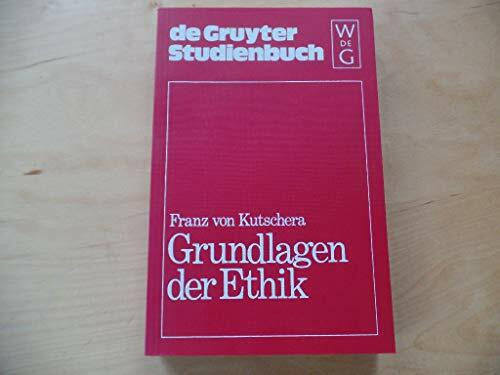 de Gruyter
Studienbuch
W
DE
G
Franz von Kutschera
Grundlagen
der Ethik